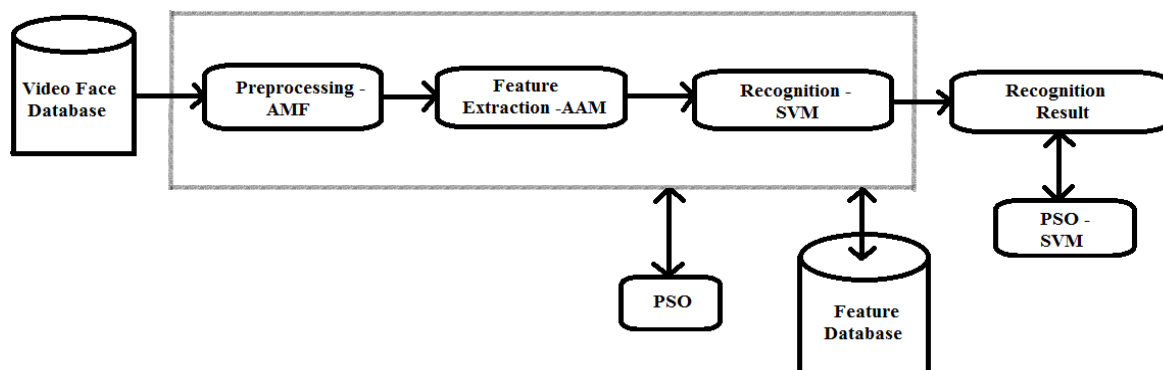 Video Face
Database
Preprocessing -
AMF
Feature
Extraction -AAM
Recognition -
SVM
Recognition
Result
PSO -
SVM
PSO
Feature
Database